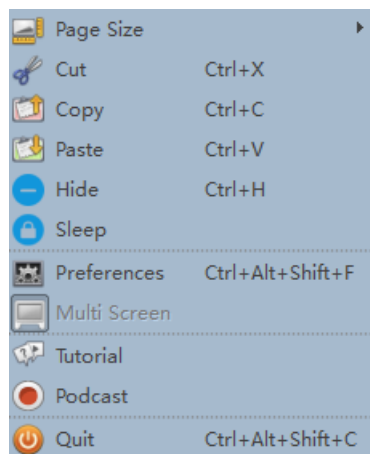 Page Size
Cut Ctrl+X
Copy Ctrl+C
Paste Ctrl+V
Hide Ctrl+H
Sleep
Preferences Ctrl+Alt+Shift+F
Multi Screen
Tutorial
Podcast
Quit Ctrl+Alt+Shift+C